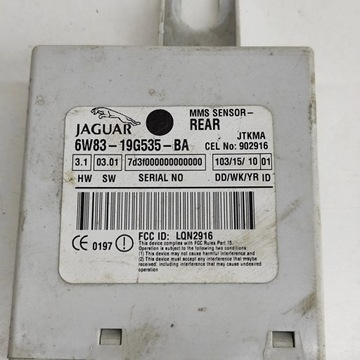 MMS SENSOR-
JAGUAR REAR
JTKMA
6W83-19G535-BA CEL No: 902916
3.1 03.01 7d3f000000000000 103/15/ 10 01
HW SW SERIAL NO DD/WK/YR ID
CE 0197 FCC ID: LQN2916
This device complies with FCC Rules Part 15.
Operation is subject to the following two conditions.
(1) This device may not cause harmful interference and
(2) This device must accept any interference
received, including interference that may
cause undesired operation.